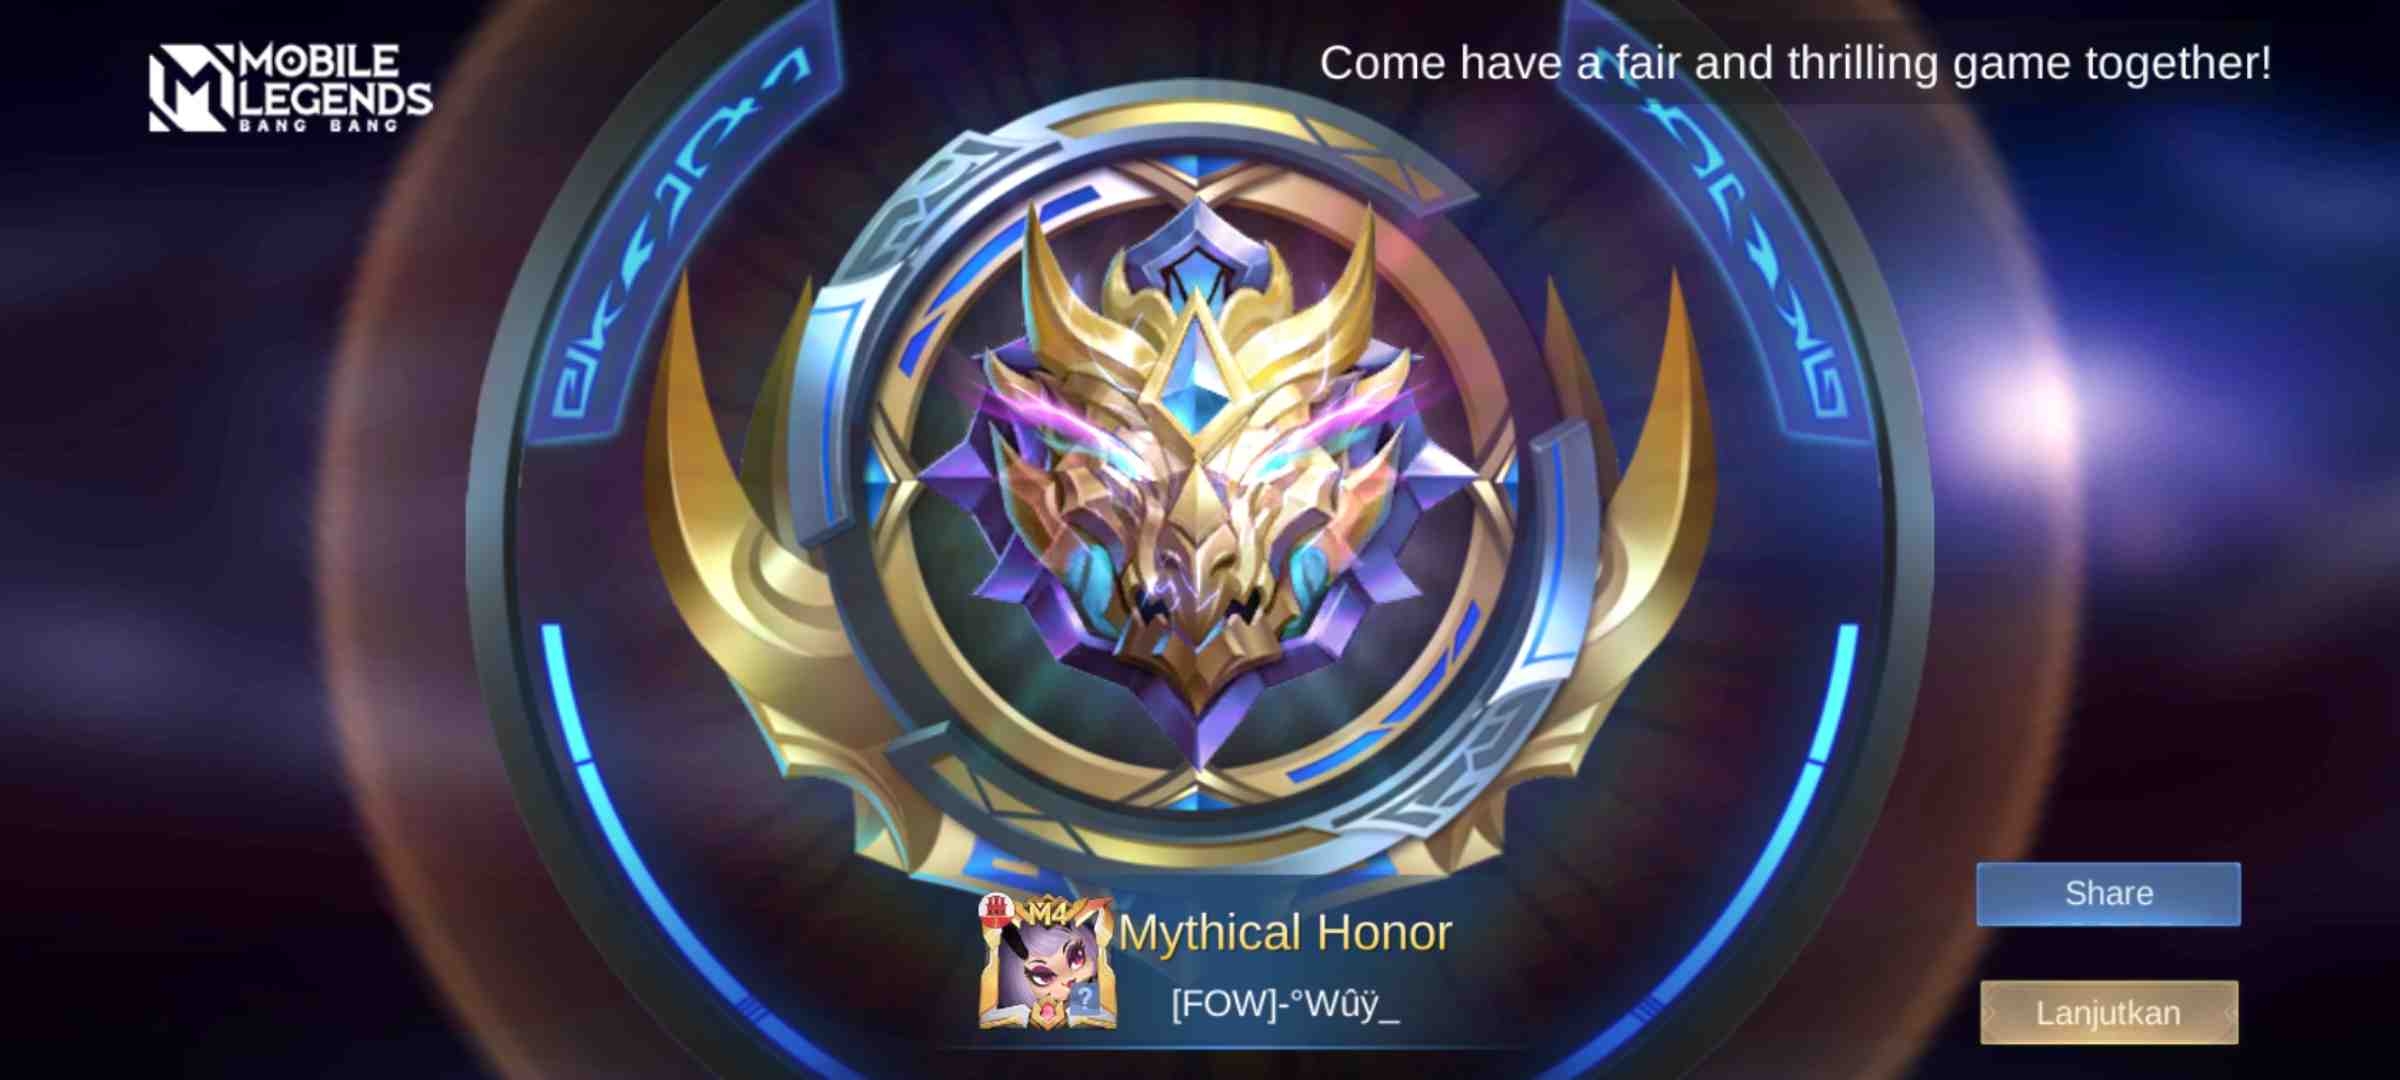 MOBILE
LEGENDS
BANG BANG
Come have a fair and thrilling game together!
M4
Mythical Honor
?
[FOW]-°Wûÿ_
Share
Lanjutkan